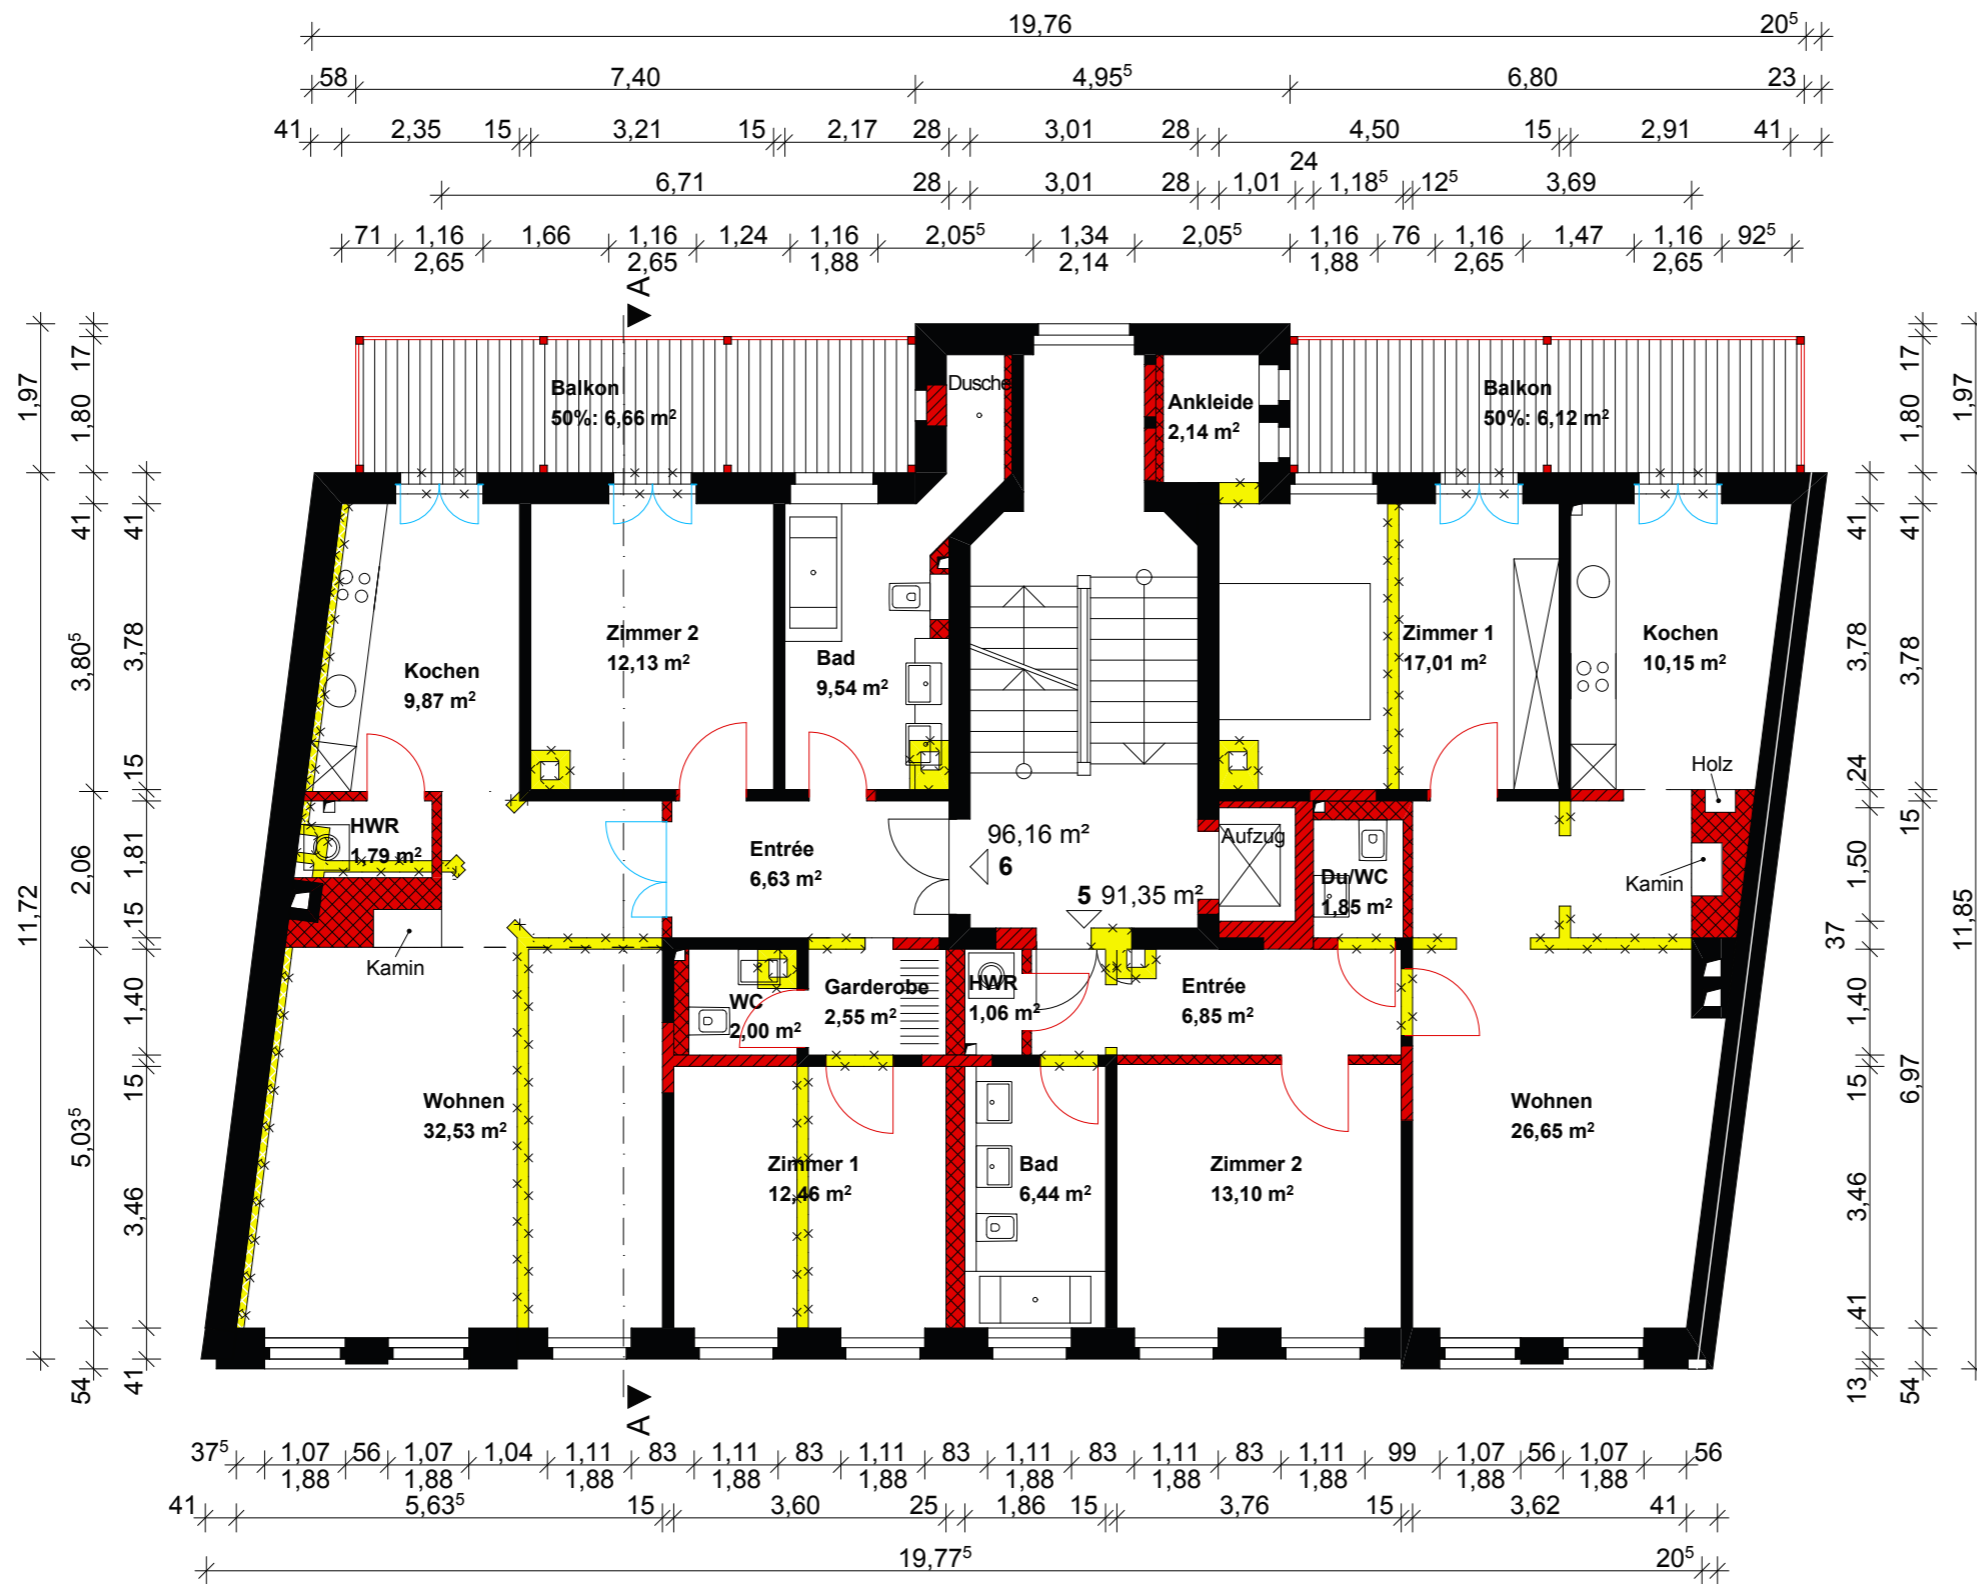 19,76 20⁵
58 7,40 4,95⁵ 6,80 23
41 2,35 15 3,21 15 2,17 28 3,01 28 4,50 15 2,91 41
24
6,71 28 3,01 28 1,01 1,18⁵ 12⁵ 3,69
71 1,16 1,66 1,16 1,24 1,16 2,05⁵ 1,34 2,05⁵ 1,16 76 1,16 1,47 1,16 92⁵
2,65 2,65 1,88 2,14 1,88 2,65 2,65
A
1,97
11,72
17
1,80
41
3,80⁵
2,06
5,03⁵
54
41
3,78
15
1,81
15
1,40
15
3,46
41
Balkon
50%: 6,66 m²
Dusche
Ankleide
2,14 m²
Balkon
50%: 6,12 m²
Kochen
9,87 m²
Zimmer 2
12,13 m²
Bad
9,54 m²
Zimmer 1
17,01 m²
Kochen
10,15 m²
Holz
HWR
1,79 m²
Kamin
Entrée
6,63 m²
96,16 m²
6
5 91,35 m²
Aufzug
Du/WC
1,85 m²
Kamin
WC
2,00 m²
Garderobe
2,55 m²
HWR
1,06 m²
Entrée
6,85 m²
Wohnen
32,53 m²
Zimmer 1
12,46 m²
Bad
6,44 m²
Zimmer 2
13,10 m²
Wohnen
26,65 m²
41
3,78
24
1,50
37
1,40
15
3,46
41
13
17
1,80
41
3,78
15
6,97
54
1,97
11,85
A
37⁵ 1,07 56 1,07 1,04 1,11 83 1,11 83 1,11 83 1,11 83 1,11 83 1,11 99 1,07 56 1,07 56
1,88 1,88 1,88 1,88 1,88 1,88 1,88 1,88 1,88 1,88
41 5,63⁵ 15 3,60 25 1,86 15 3,76 15 3,62 41
19,77⁵ 20⁵